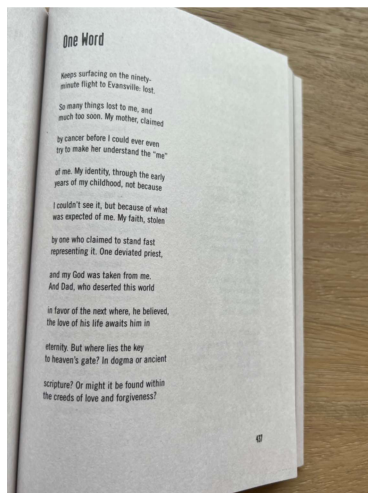 One Word
Keeps surfacing on the ninety-
minute flight to Evansville: lost.
So many things lost to me, and
much too soon. My mother, claimed
by cancer before I could ever even
try to make her understand the "me"
of me. My identity, through the early
years of my childhood, not because
I couldn't see it, but because of what
was expected of me. My faith, stolen
by one who claimed to stand fast
representing it. One deviated priest,
and my God was taken from me.
And Dad, who deserted this world
in favor of the next where, he believed,
the love of his life awaits him in
eternity. But where lies the key
to heaven's gate? In dogma or ancient
scripture? Or might it be found within
the creeds of love and forgiveness?
437